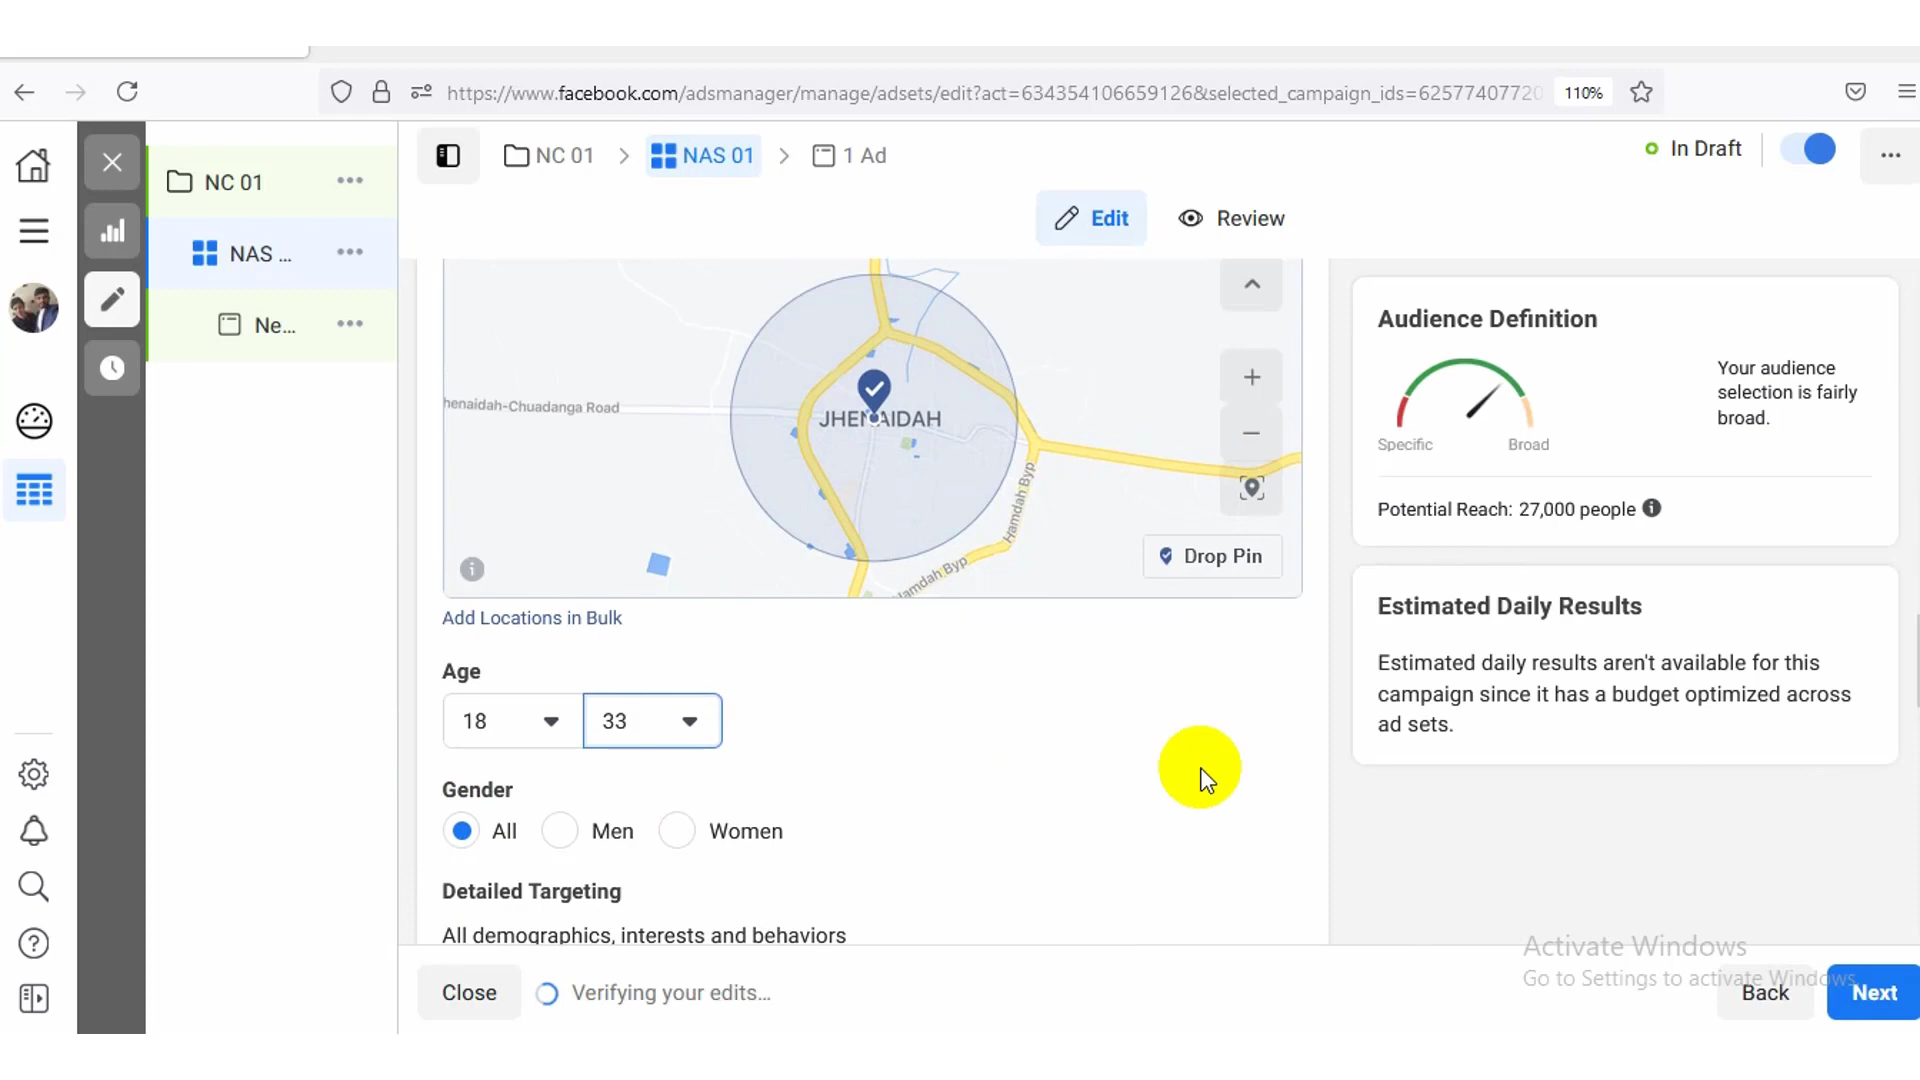 https://www.facebook.com/adsmanager/manage/adsets/edit?act=634354106659126&selected_campaign_ids=62577407720
110%
NC 01
NAS 01
1 Ad
In Draft
NC 01
NAS ...
Ne...
Edit
Review
henaidah-Chuadanga Road
JHENAIDAH
Hamdah Byp
Hamdah Byp
Drop Pin
Add Locations in Bulk
Age
18
33
Gender
All
Men
Women
Detailed Targeting
All demographics, interests and behaviors
Audience Definition
Specific
Broad
Your audience
selection is fairly
broad.
Potential Reach: 27,000 people
Estimated Daily Results
Estimated daily results aren't available for this
campaign since it has a budget optimized across
ad sets.
Activate Windows
Go to Settings to activate Windows.
Close
Verifying your edits...
Back
Next